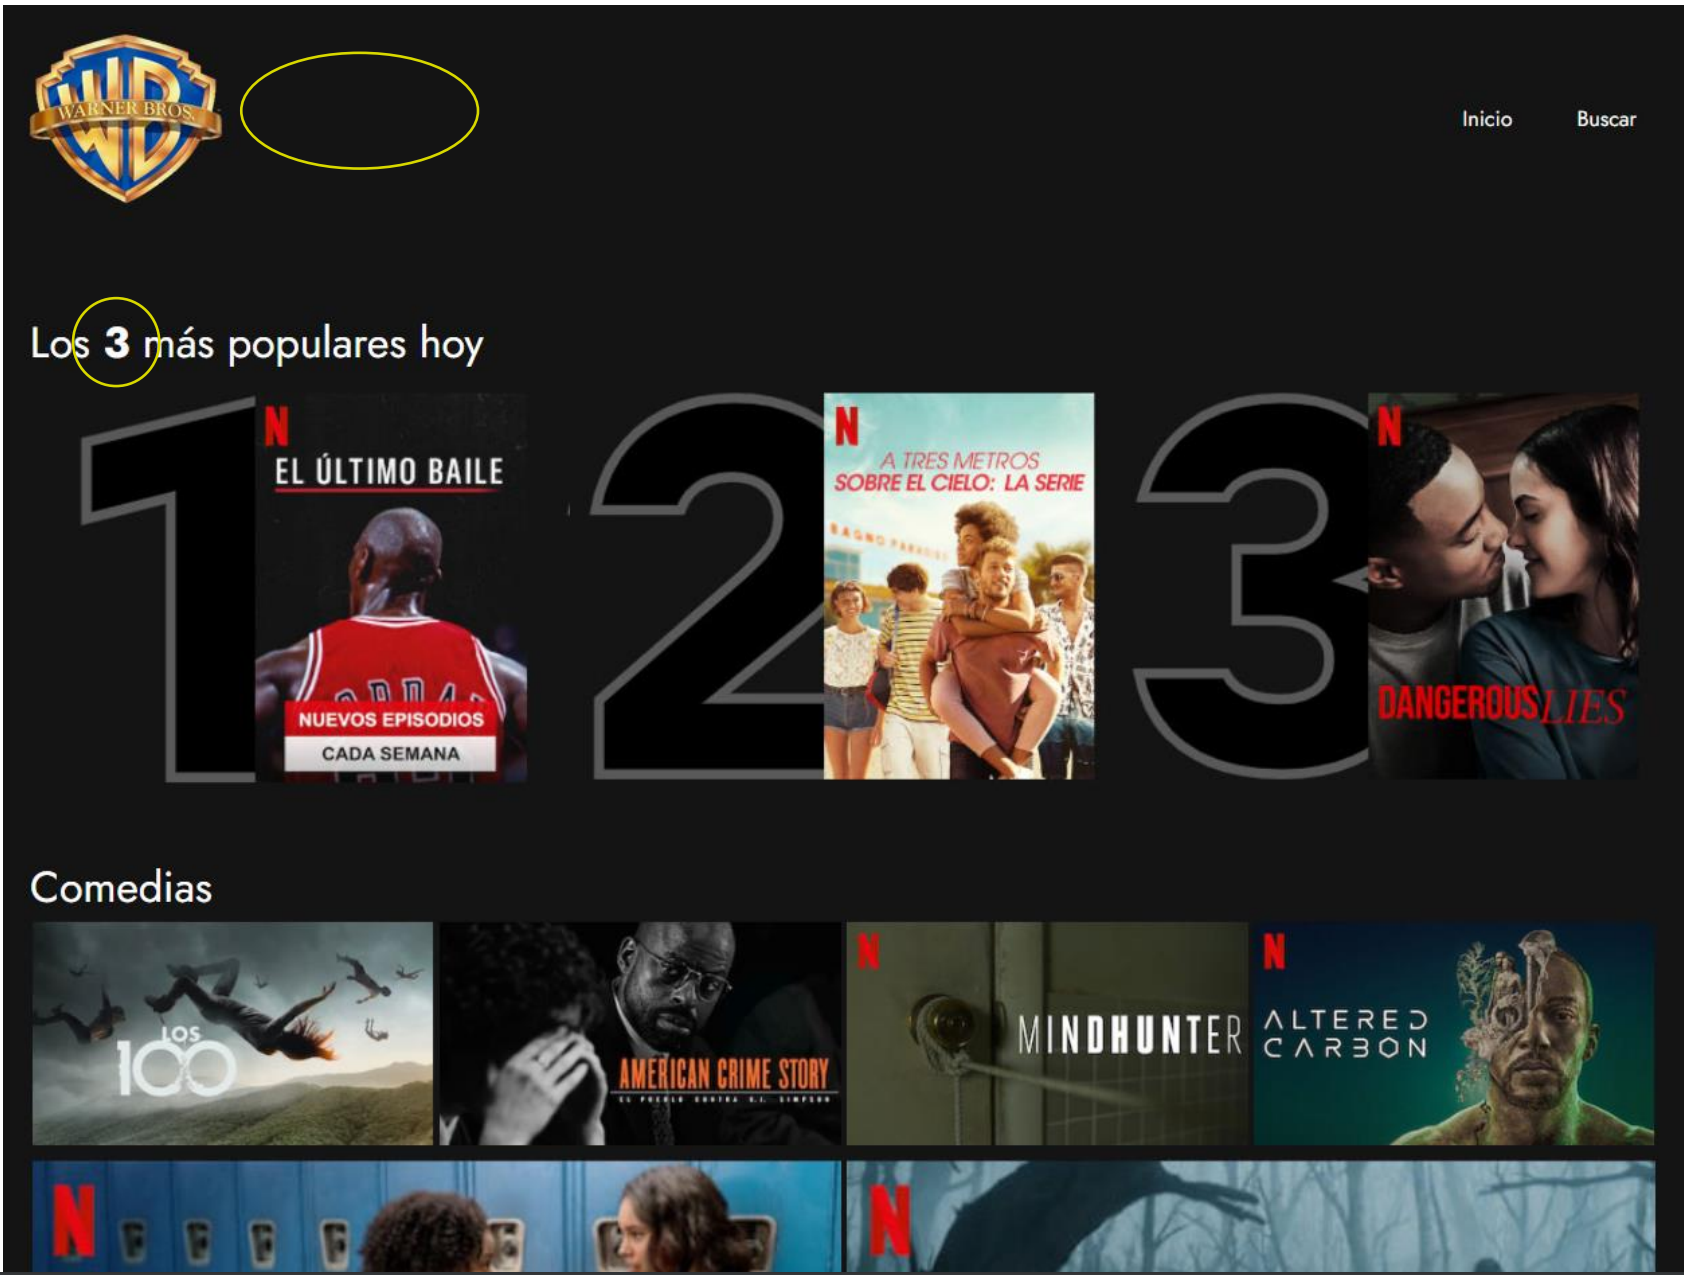 WARNER BROS.
Inicio
Buscar
Los 3 más populares hoy
1
N
EL ÚLTIMO BAILE
NUEVOS EPISODIOS
CADA SEMANA
2
N
A TRES METROS
SOBRE EL CIELO: LA SERIE
3
N
DANGEROUS LIES
Comedias
LOS
100
AMERICAN CRIME STORY
EL PUEBLO CONTRA O.J. SIMPSON
N
MINDHUNTER
N
ALTERED
CARBON
N
N